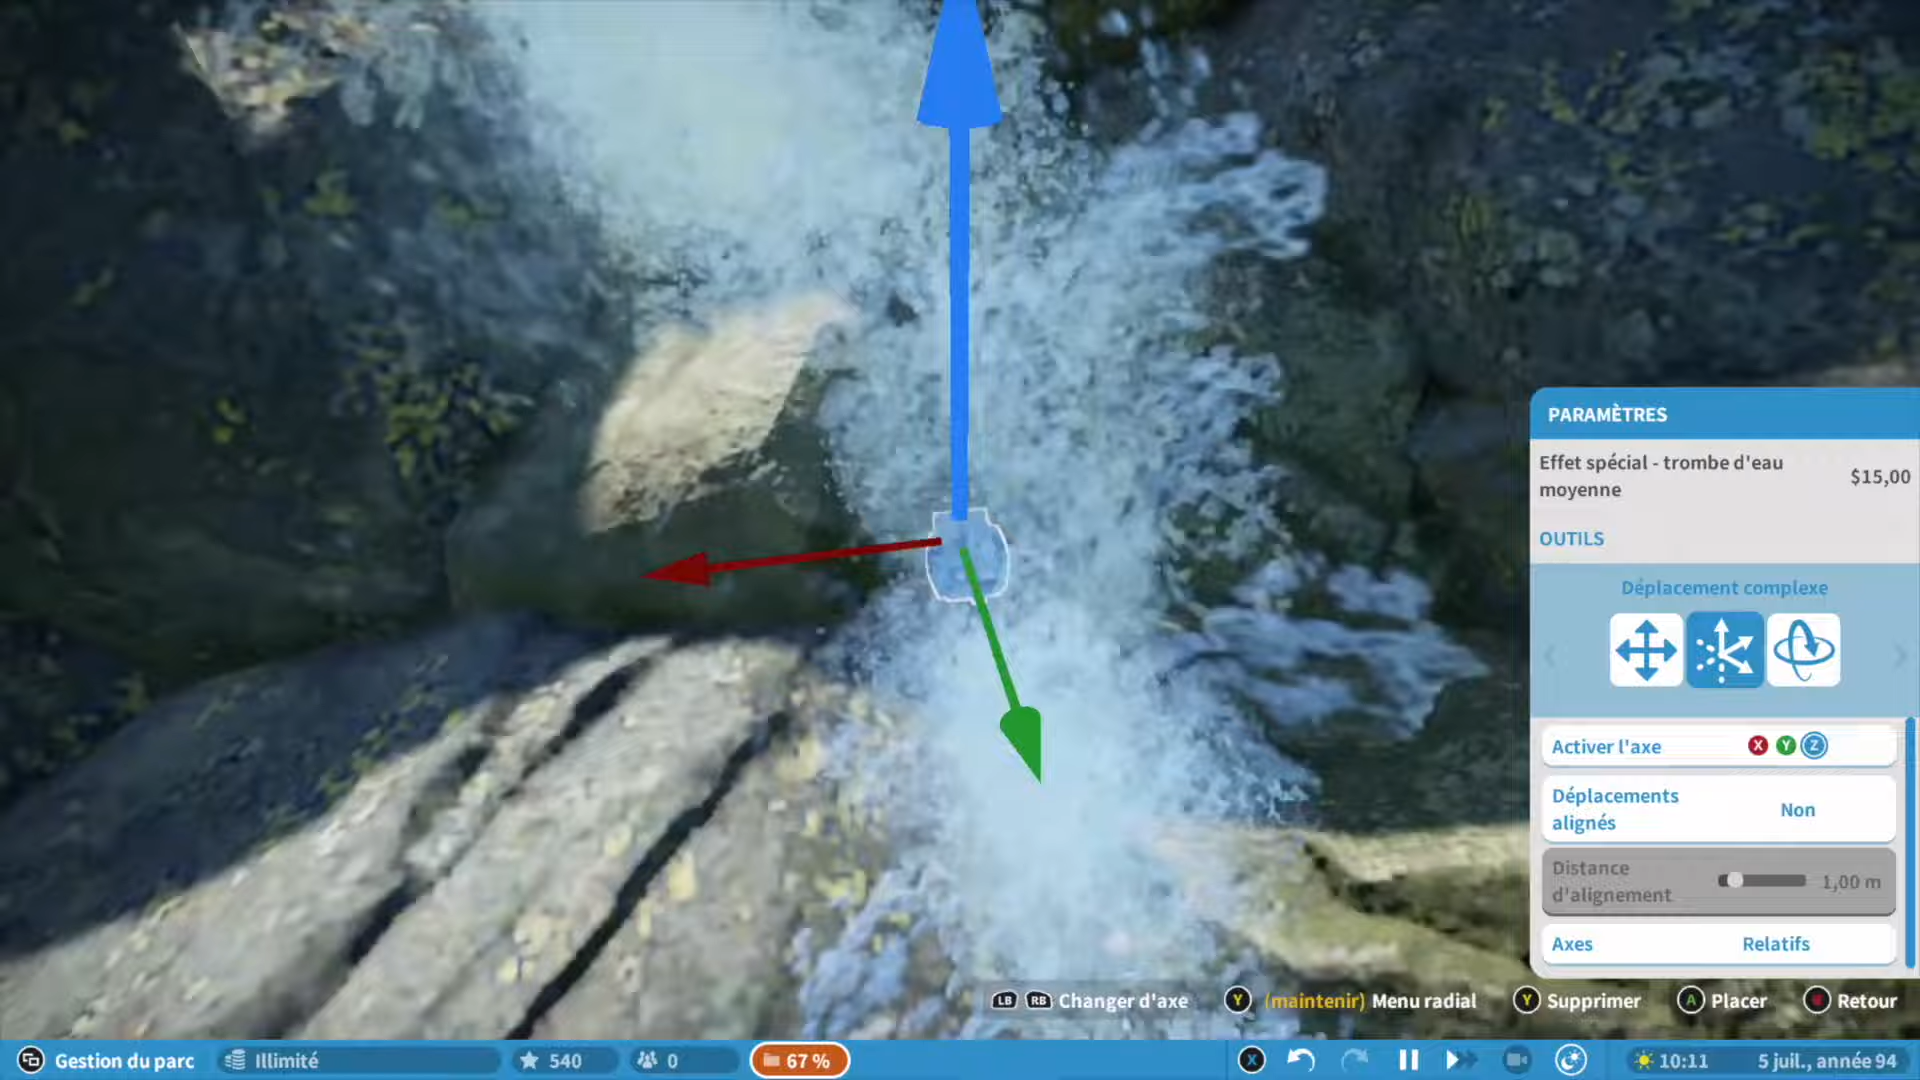 PARAMÈTRES
Effet spécial - trombe d'eau
moyenne
$15,00
OUTILS
Déplacement complexe
Activer l'axe
X Y Z
Déplacements
alignés
Non
Distance
d'alignement
1,00 m
Axes
Relatifs
LB RB Changer d'axe
Y (maintenir) Menu radial
Y Supprimer
A Placer
Retour
Gestion du parc
Illimité
540
0
67 %
X
10:11
5 juil., année 94